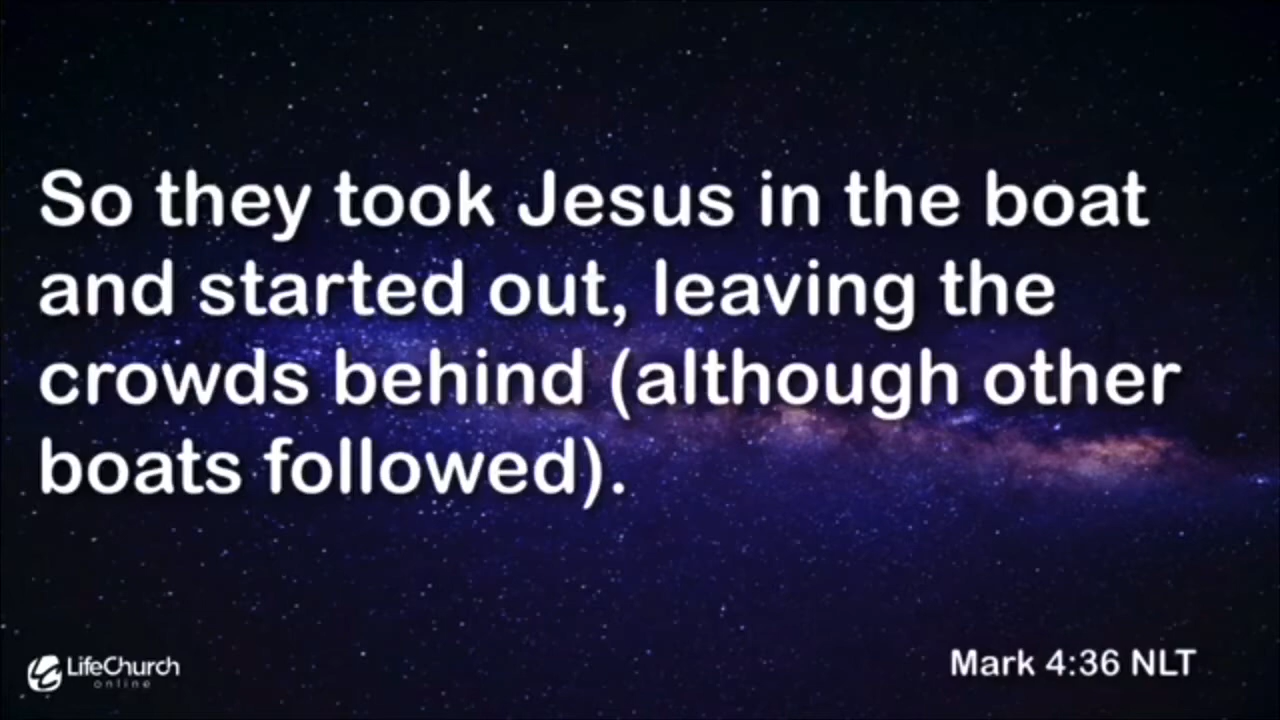 So they took Jesus in the boat
and started out, leaving the
crowds behind (although other
boats followed).
LifeChurch
online
Mark 4:36 NLT